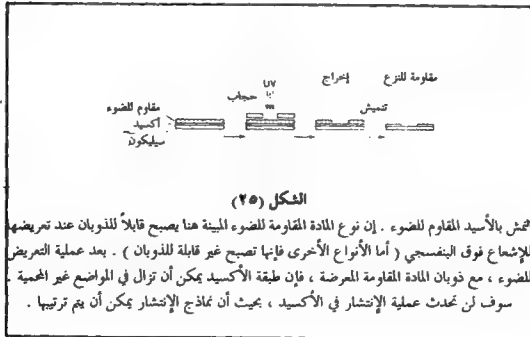 UV
مقاومة للنزع
إخراج
حجاب
تنميش
مقاوم للضوء
أكسيد
سيليكون
الشكل (٢٥)
نمش بالأسيد المقاوم للضوء . إن نوع المادة المقاومة للضوء المبينة هنا يصبح قابلاً للذوبان عند تعريضها
للإشعاع فوق البنفسجي ( أما الأنواع الأخرى فإنها تصبح غير قابلة للذوبان ) . بعد عملية التعريض
للضوء ، مع ذوبان المادة المقاومة المعرضة ، فإن طبقة الأكسيد يمكن أن تزال في المواضع غير المحمية .
سوف لن تحدث عملية الإنتشار في الأكسيد ، بحيث أن نماذج الإنتشار يمكن أن يتم ترتيبها .